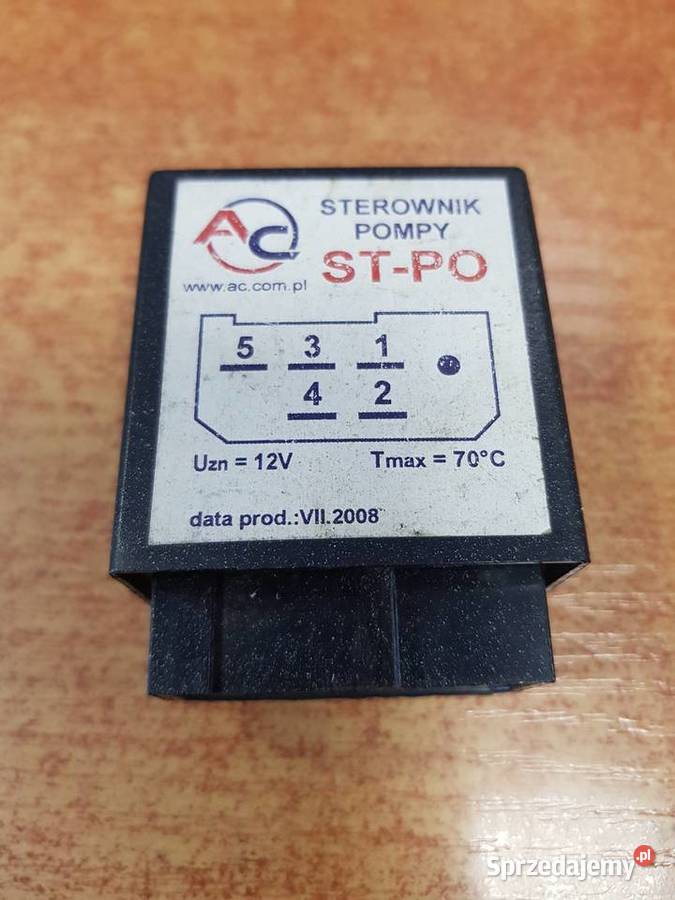 AC
www.ac.com.pl
STEROWNIK
POMPY
ST-PO
5 3 1
4 2
Uzn = 12V Tmax = 70°C
data prod.:VII.2008
Sprzedajemy.pl